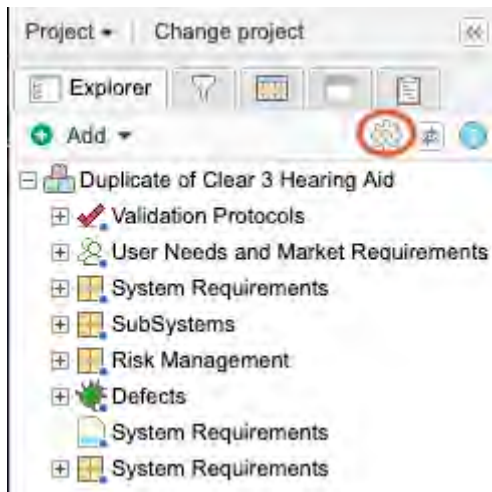 Project Change project
Explorer
Add
Duplicate of Clear 3 Hearing Aid
Validation Protocols
User Needs and Market Requirements
System Requirements
SubSystems
Risk Management
Defects
System Requirements
System Requirements